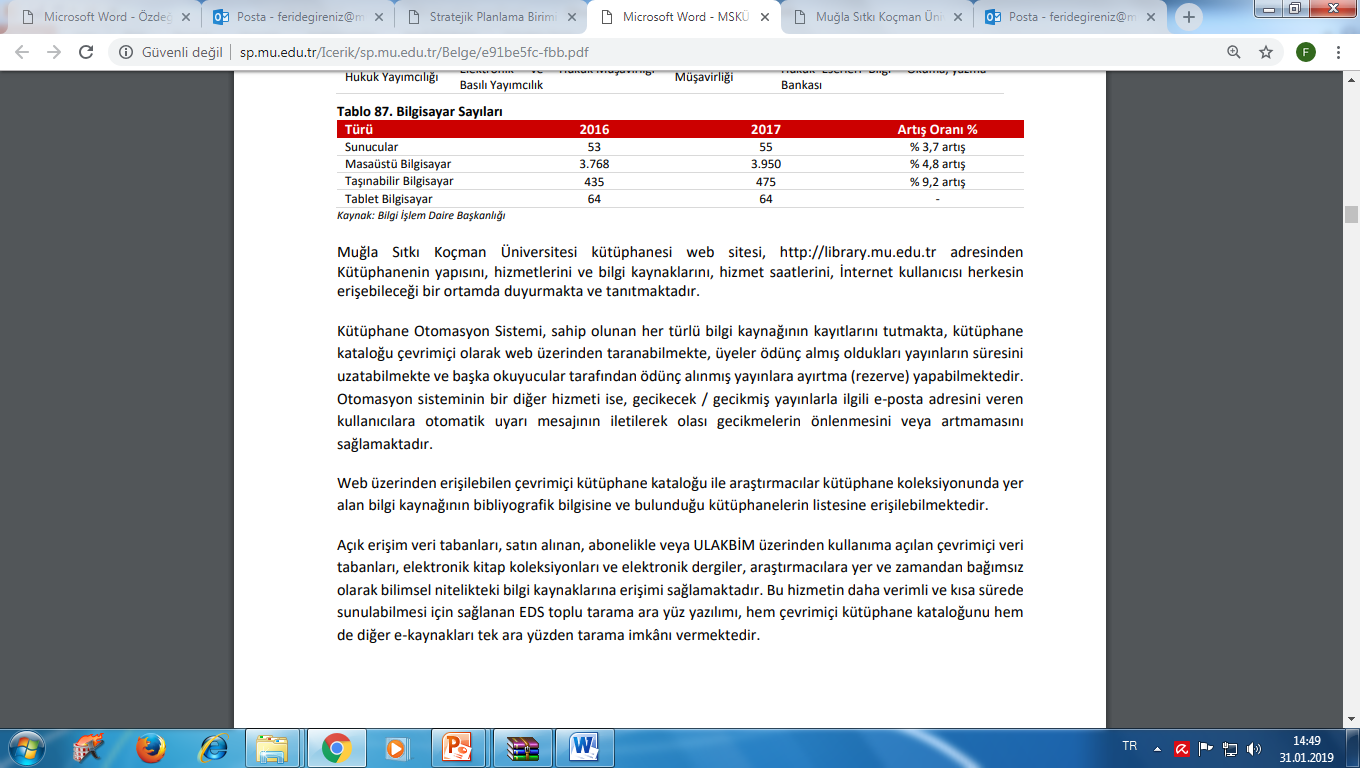 Microsoft Word - Özdeğ
Posta - feridegireniz@m
Stratejik Planlama Birimi
Microsoft Word - MSKÜ
Muğla Sıtkı Koçman Üni
Posta - feridegireniz@m
Güvenli değil | sp.mu.edu.tr/Icerik/sp.mu.edu.tr/Belge/e91be5fc-fbb.pdf
F
Hukuk Yayımcılığı Basılı Yayımcılık Müşavirliği Bankası
Tablo 87. Bilgisayar Sayıları
Türü 2016 2017 Artış Oranı %
Sunucular 53 55 % 3,7 artış
Masaüstü Bilgisayar 3.768 3.950 % 4,8 artış
Taşınabilir Bilgisayar 435 475 % 9,2 artış
Tablet Bilgisayar 64 64 -
Kaynak: Bilgi İşlem Daire Başkanlığı
Muğla Sıtkı Koçman Üniversitesi kütüphanesi web sitesi, http://library.mu.edu.tr adresinden
Kütüphanenin yapısını, hizmetlerini ve bilgi kaynaklarını, hizmet saatlerini, İnternet kullanıcısı herkesin
erişebileceği bir ortamda duyurmakta ve tanıtmaktadır.
Kütüphane Otomasyon Sistemi, sahip olunan her türlü bilgi kaynağının kayıtlarını tutmakta, kütüphane
kataloğu çevrimiçi olarak web üzerinden taranabilmekte, üyeler ödünç almış oldukları yayınların süresini
uzatabilmekte ve başka okuyucular tarafından ödünç alınmış yayınlara ayırtma (rezerve) yapabilmektedir.
Otomasyon sisteminin bir diğer hizmeti ise, gecikecek / gecikmiş yayınlarla ilgili e-posta adresini veren
kullanıcılara otomatik uyarı mesajının iletilerek olası gecikmelerin önlenmesini veya artmamasını
sağlamaktadır.
Web üzerinden erişilebilen çevrimiçi kütüphane kataloğu ile araştırmacılar kütüphane koleksiyonunda yer
alan bilgi kaynağının bibliyografik bilgisine ve bulunduğu kütüphanelerin listesine erişilebilmektedir.
Açık erişim veri tabanları, satın alınan, abonelikle veya ULAKBİM üzerinden kullanıma açılan çevrimiçi veri
tabanları, elektronik kitap koleksiyonları ve elektronik dergiler, araştırmacılara yer ve zamandan bağımsız
olarak bilimsel nitelikteki bilgi kaynaklarına erişimi sağlamaktadır. Bu hizmetin daha verimli ve kısa sürede
sunulabilmesi için sağlanan EDS toplu tarama ara yüz yazılımı, hem çevrimiçi kütüphane kataloğunu hem
de diğer e-kaynakları tek ara yüzden tarama imkânı vermektedir.
TR
14:49
31.01.2019